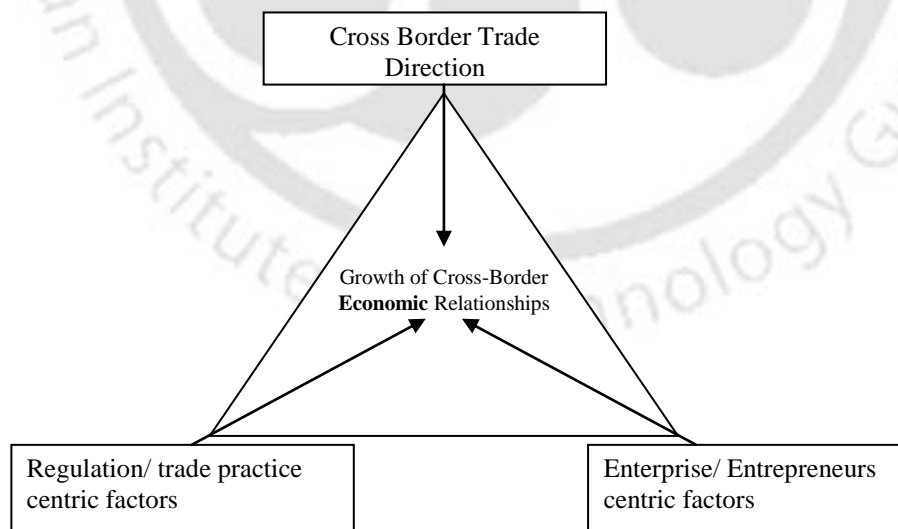 Cross Border Trade
Direction
Growth of Cross-Border
Economic Relationships
Regulation/ trade practice
centric factors
Enterprise/ Entrepreneurs
centric factors